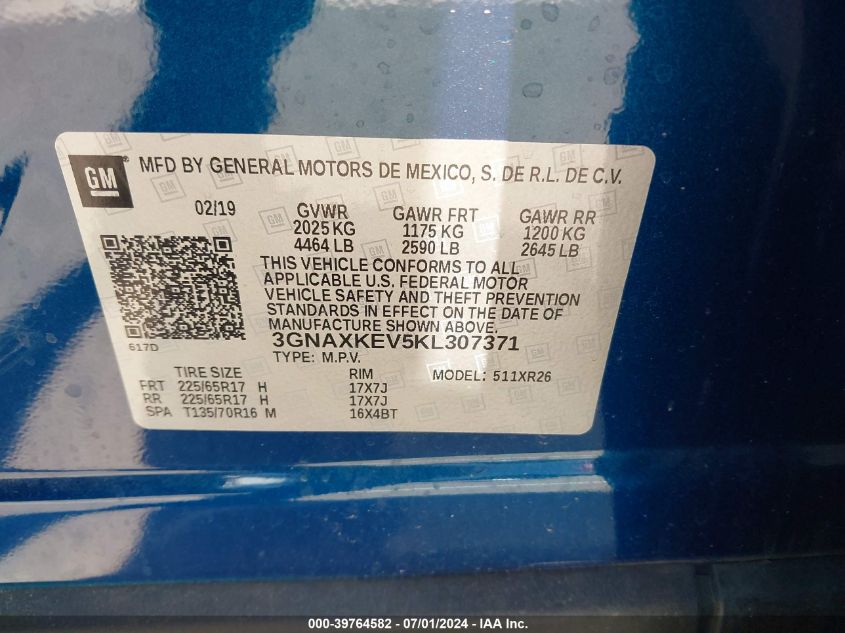 GM
MFD BY GENERAL MOTORS DE MEXICO, S. DE R.L. DE C.V.
02/19 GVWR GAWR FRT GAWR RR
2025 KG 1175 KG 1200 KG
4464 LB 2590 LB 2645 LB
THIS VEHICLE CONFORMS TO ALL
APPLICABLE U.S. FEDERAL MOTOR
VEHICLE SAFETY AND THEFT PREVENTION
STANDARDS IN EFFECT ON THE DATE OF
MANUFACTURE SHOWN ABOVE.
3GNAXKEV5KL307371
617D
TYPE: M.P.V.
TIRE SIZE RIM MODEL: 511XR26
FRT 225/65R17 H 17X7J
RR 225/65R17 H 17X7J
SPA T135/70R16 M 16X4BT
000-39764582 - 07/01/2024 - IAA Inc.